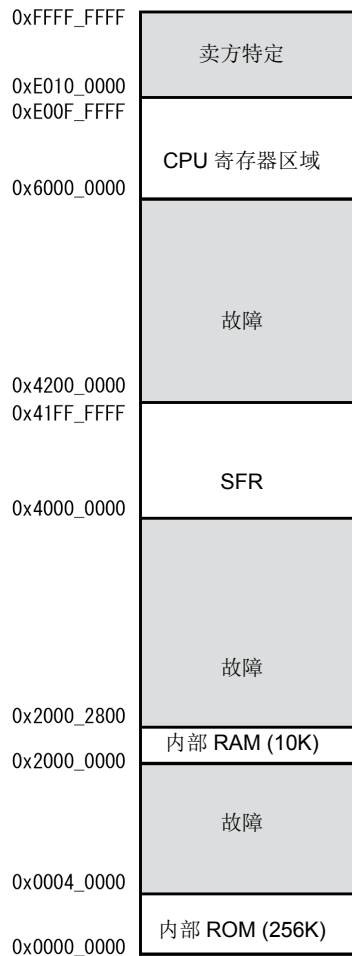 0xFFFF_FFFF
卖方特定
0xE010_0000
0xE00F_FFFF
CPU 寄存器区域
0x6000_0000
故障
0x4200_0000
0x41FF_FFFF
SFR
0x4000_0000
故障
0x2000_2800
内部 RAM (10K)
0x2000_0000
故障
0x0004_0000
内部 ROM (256K)
0x0000_0000